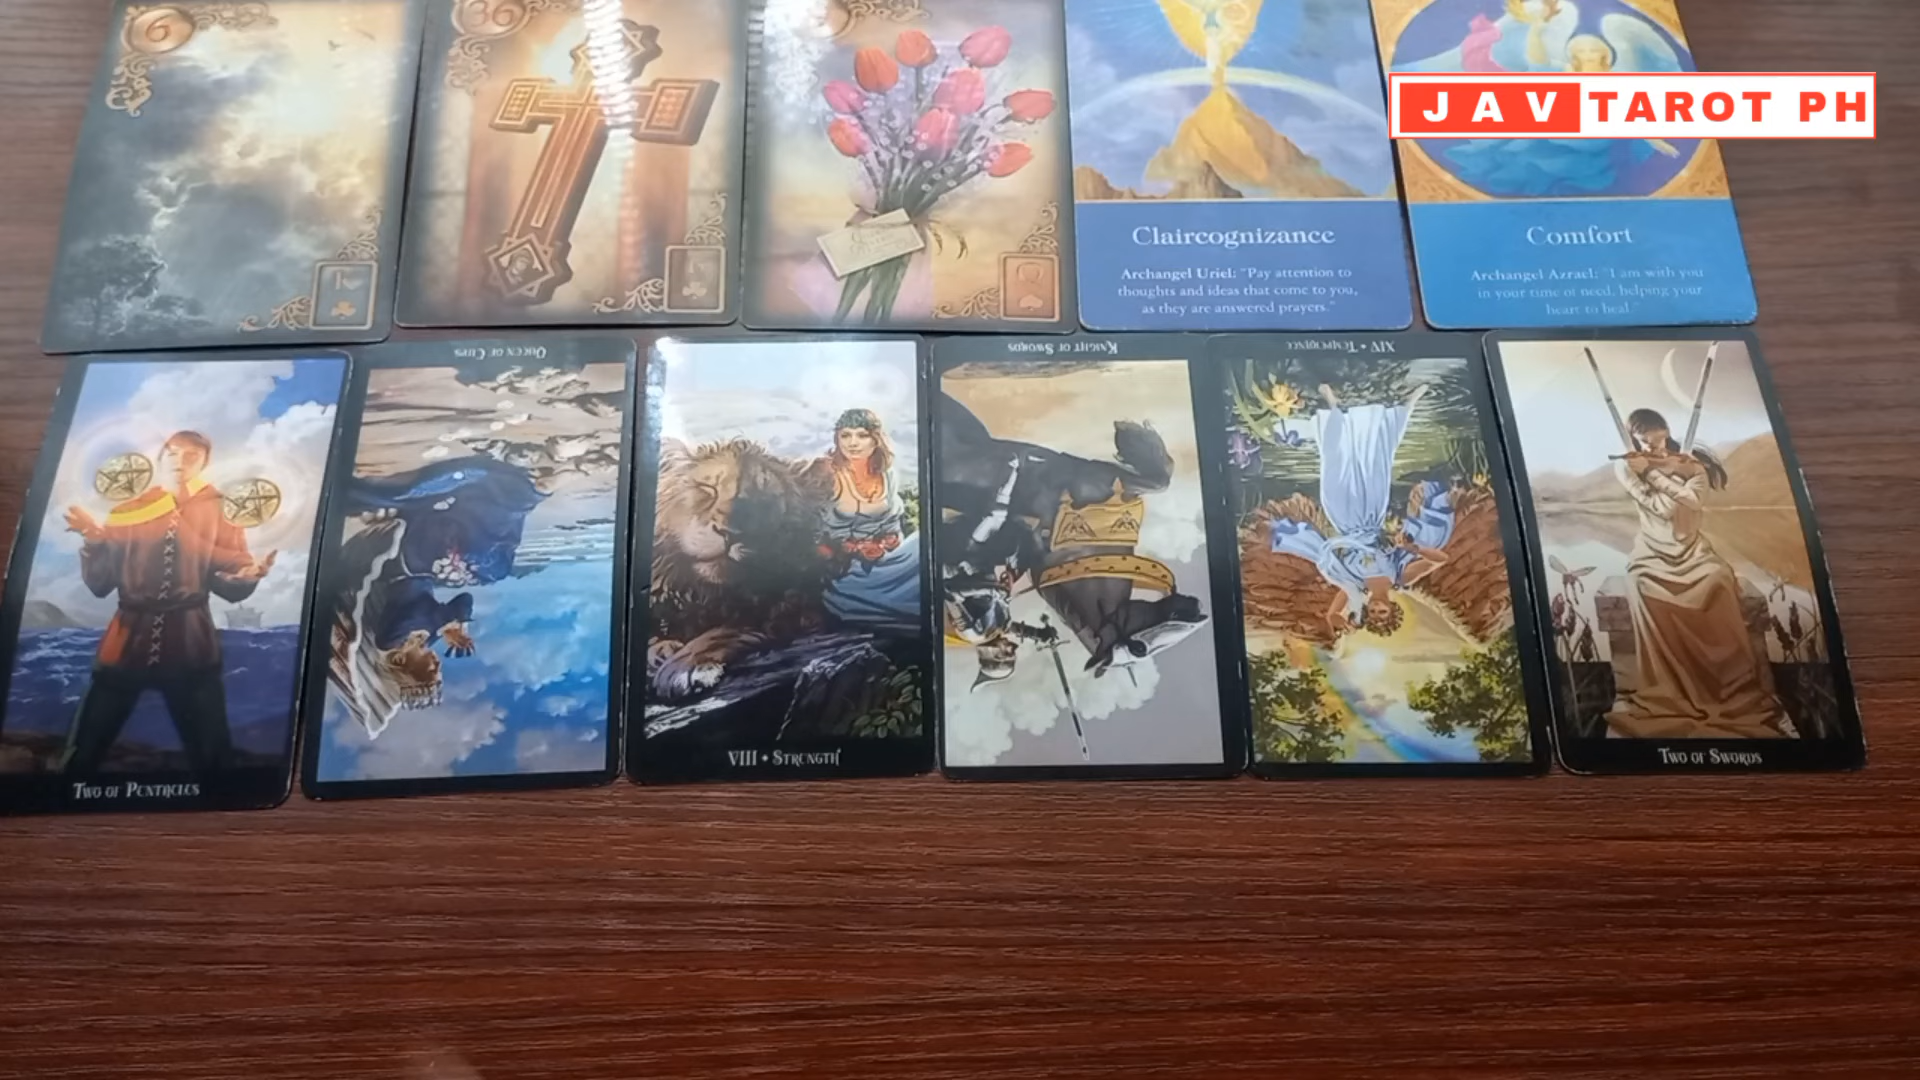 6
36
K
Q
JAV TAROT PH
Claircognizance
Archangel Uriel: "Pay attention to
thoughts and ideas that come to you,
as they are answered prayers."
Comfort
Archangel Azrael: "I am with you
in your time of need, helping your
heart to heal."
QUEEN OF CUPS
KNIGHT OF SWORDS
XIV • TEMPERENCE
TWO OF PENTACLES
VIII • STRENGTH
TWO OF SWORDS